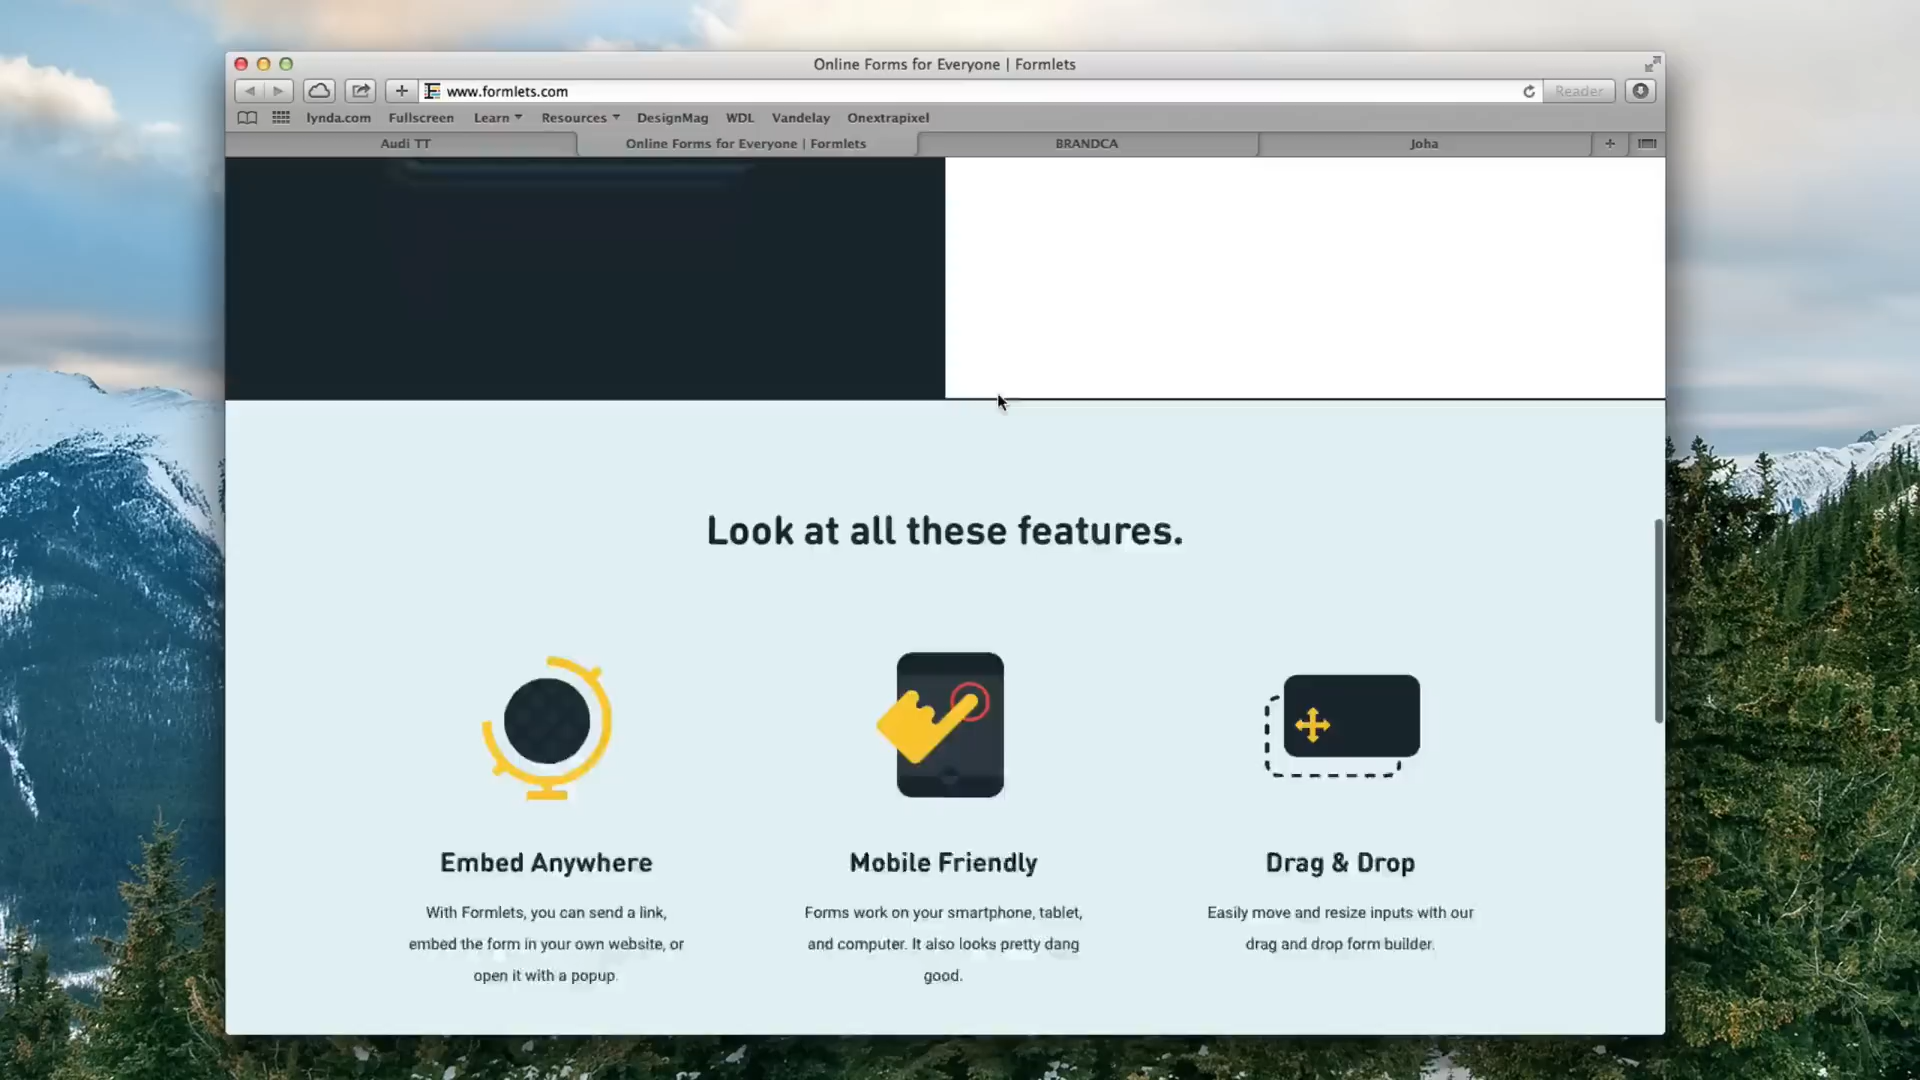 Online Forms for Everyone | Formlets
www.formlets.com
Reader
lynda.com Fullscreen Learn Resources DesignMag WDL Vandelay Onextrapixel
Audi TT Online Forms for Everyone | Formlets BRANDCA Joha
Look at all these features.
Embed Anywhere
With Formlets, you can send a link,
embed the form in your own website, or
open it with a popup.
Mobile Friendly
Forms work on your smartphone, tablet,
and computer. It also looks pretty dang
good.
Drag & Drop
Easily move and resize inputs with our
drag and drop form builder.